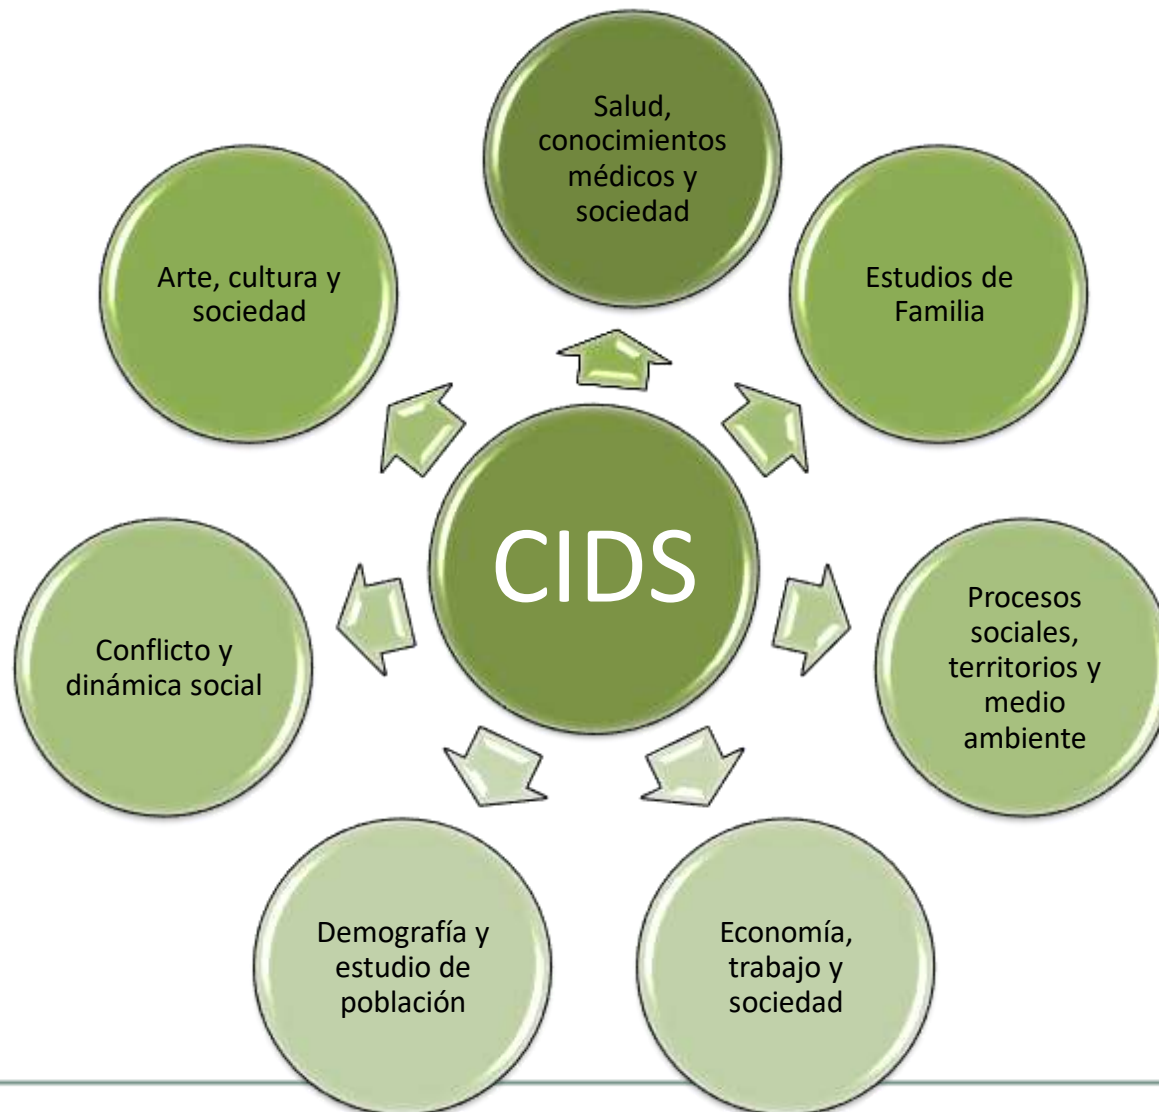 Salud,
conocimientos
médicos y
sociedad
Estudios de
Familia
Procesos
sociales,
territorios y
medio
ambiente
Economía,
trabajo y
sociedad
Demografía y
estudio de
población
Conflicto y
dinámica social
Arte, cultura y
sociedad
CIDS